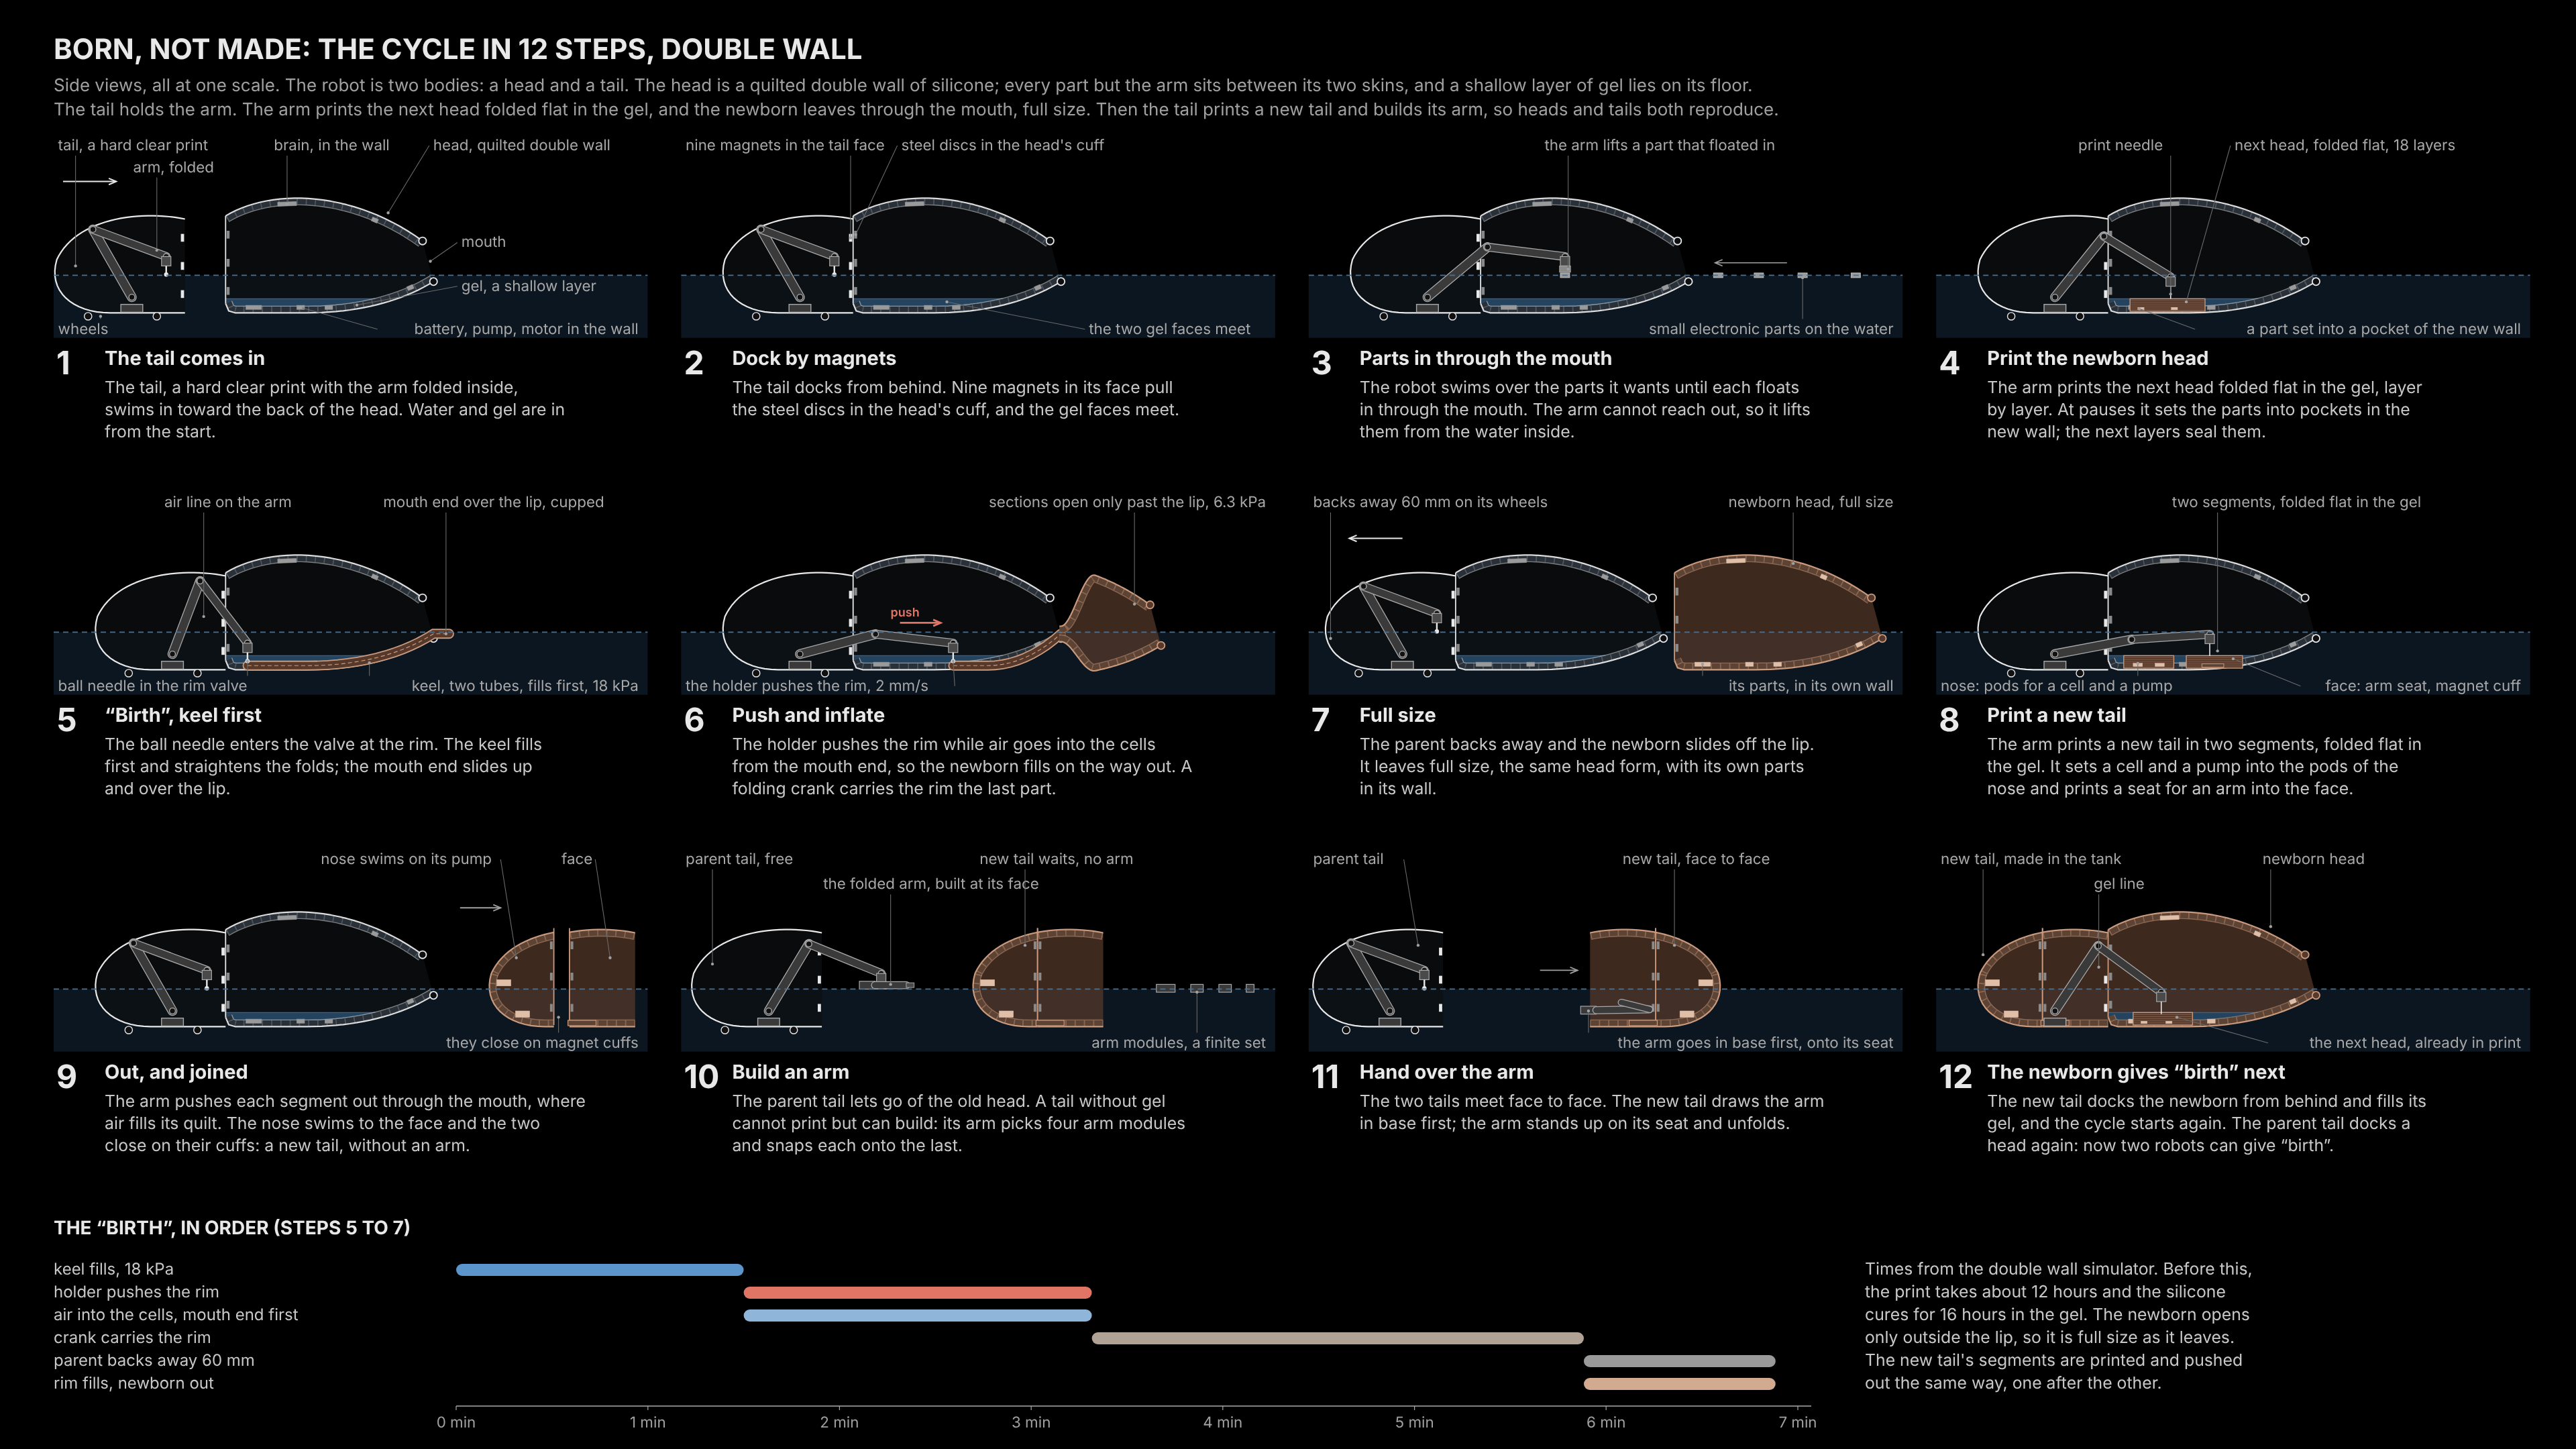 BORN, NOT MADE: THE CYCLE IN 12 STEPS, DOUBLE WALL
Side views, all at one scale. The robot is two bodies: a head and a tail. The head is a quilted double wall of silicone; every part but the arm sits between its two skins, and a shallow layer of gel lies on its floor.
The tail holds the arm. The arm prints the next head folded flat in the gel, and the newborn leaves through the mouth, full size. Then the tail prints a new tail and builds its arm, so heads and tails both reproduce.
tail, a hard clear print
arm, folded
brain, in the wall
head, quilted double wall
mouth
gel, a shallow layer
wheels
battery, pump, motor in the wall
1 The tail comes in
The tail, a hard clear print with the arm folded inside,
swims in toward the back of the head. Water and gel are in
from the start.
nine magnets in the tail face
steel discs in the head's cuff
the two gel faces meet
2 Dock by magnets
The tail docks from behind. Nine magnets in its face pull
the steel discs in the head's cuff, and the gel faces meet.
the arm lifts a part that floated in
small electronic parts on the water
3 Parts in through the mouth
The robot swims over the parts it wants until each floats
in through the mouth. The arm cannot reach out, so it lifts
them from the water inside.
print needle
next head, folded flat, 18 layers
a part set into a pocket of the new wall
4 Print the newborn head
The arm prints the next head folded flat in the gel, layer
by layer. At pauses it sets the parts into pockets in the
new wall; the next layers seal them.
air line on the arm
mouth end over the lip, cupped
ball needle in the rim valve
keel, two tubes, fills first, 18 kPa
5 “Birth”, keel first
The ball needle enters the valve at the rim. The keel fills
first and straightens the folds; the mouth end slides up
and over the lip.
sections open only past the lip, 6.3 kPa
push
the holder pushes the rim, 2 mm/s
6 Push and inflate
The holder pushes the rim while air goes into the cells
from the mouth end, so the newborn fills on the way out. A
folding crank carries the rim the last part.
backs away 60 mm on its wheels
newborn head, full size
its parts, in its own wall
7 Full size
The parent backs away and the newborn slides off the lip.
It leaves full size, the same head form, with its own parts
in its wall.
two segments, folded flat in the gel
nose: pods for a cell and a pump
face: arm seat, magnet cuff
8 Print a new tail
The arm prints a new tail in two segments, folded flat in
the gel. It sets a cell and a pump into the pods of the
nose and prints a seat for an arm into the face.
nose swims on its pump
face
they close on magnet cuffs
9 Out, and joined
The arm pushes each segment out through the mouth, where
air fills its quilt. The nose swims to the face and the two
close on their cuffs: a new tail, without an arm.
parent tail, free
new tail waits, no arm
the folded arm, built at its face
arm modules, a finite set
10 Build an arm
The parent tail lets go of the old head. A tail without gel
cannot print but can build: its arm picks four arm modules
and snaps each onto the last.
parent tail
new tail, face to face
the arm goes in base first, onto its seat
11 Hand over the arm
The two tails meet face to face. The new tail draws the arm
in base first; the arm stands up on its seat and unfolds.
new tail, made in the tank
newborn head
gel line
the next head, already in print
12 The newborn gives “birth” next
The new tail docks the newborn from behind and fills its
gel, and the cycle starts again. The parent tail docks a
head again: now two robots can give “birth”.
THE “BIRTH”, IN ORDER (STEPS 5 TO 7)
keel fills, 18 kPa
holder pushes the rim
air into the cells, mouth end first
crank carries the rim
parent backs away 60 mm
rim fills, newborn out
0 min 1 min 2 min 3 min 4 min 5 min 6 min 7 min
Times from the double wall simulator. Before this,
the print takes about 12 hours and the silicone
cures for 16 hours in the gel. The newborn opens
only outside the lip, so it is full size as it leaves.
The new tail's segments are printed and pushed
out the same way, one after the other.